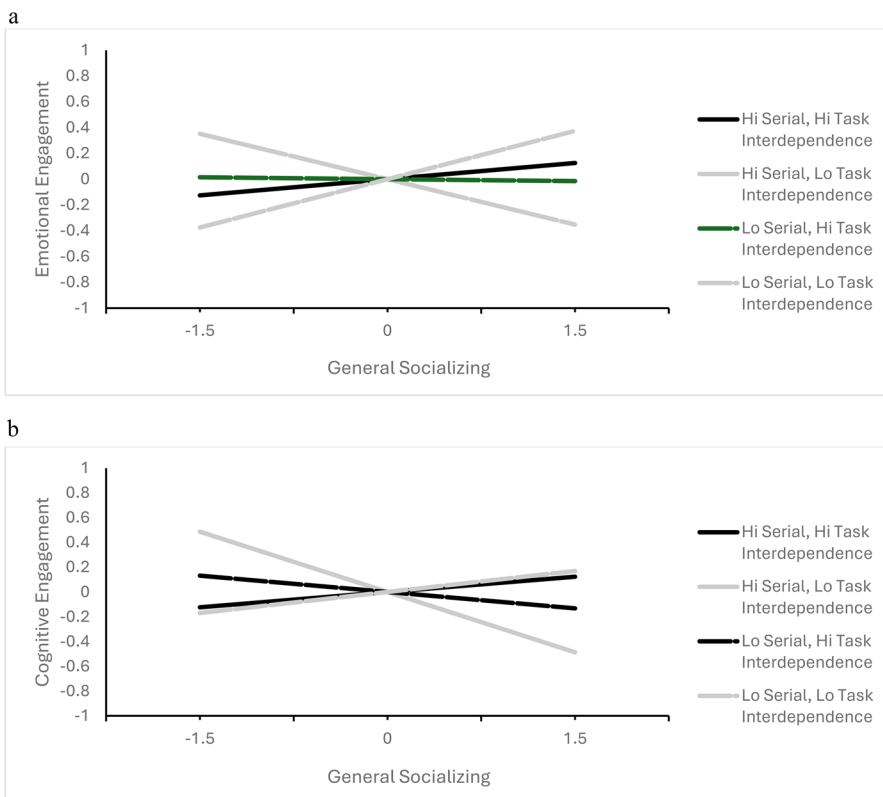 a
1
0.8
0.6
0.4
0.2
0
-0.2
-0.4
-0.6
-0.8
-1
Emotional Engagement
-1.5
0
1.5
General Socializing
Hi Serial, Hi Task
Interdependence
Hi Serial, Lo Task
Interdependence
Lo Serial, Hi Task
Interdependence
Lo Serial, Lo Task
Interdependence
b
1
0.8
0.6
0.4
0.2
0
-0.2
-0.4
-0.6
-0.8
-1
Cognitive Engagement
-1.5
0
1.5
General Socializing
Hi Serial, Hi Task
Interdependence
Hi Serial, Lo Task
Interdependence
Lo Serial, Hi Task
Interdependence
Lo Serial, Lo Task
Interdependence